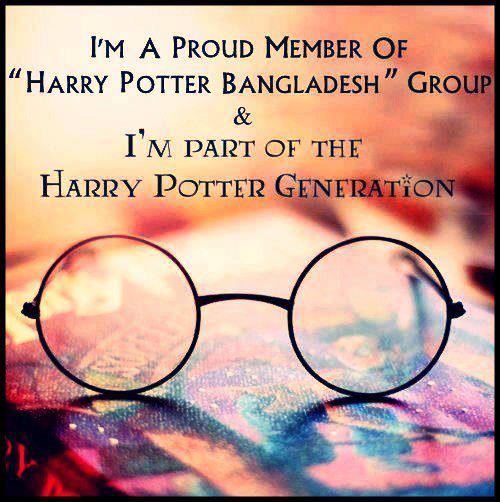 I'm A Proud Member Of
"Harry Potter Bangladesh" Group
&
I'm part of the
Harry Potter Generation